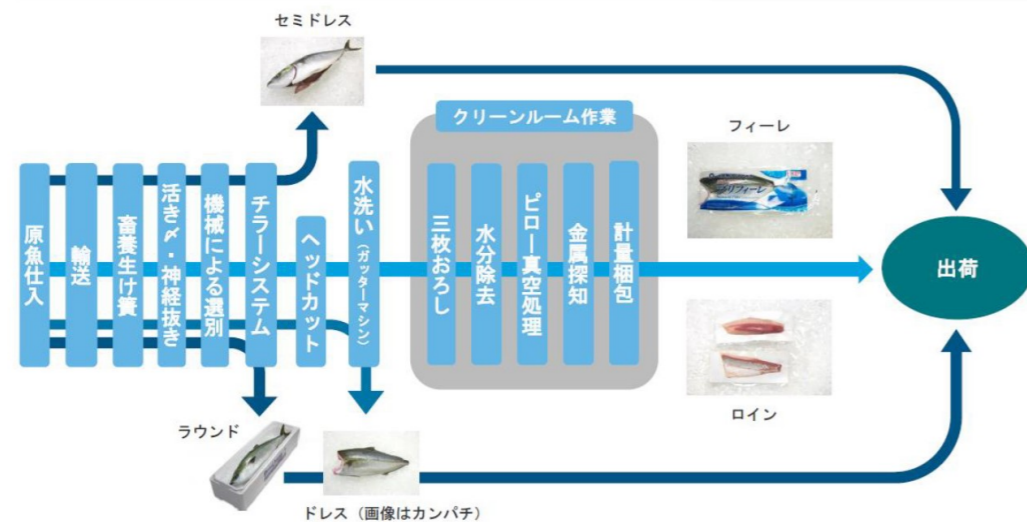 セミドレス
クリーンルーム作業
フィーレ
原魚仕入
輸送
畜養生け簀
活き〆・神経抜き
機械による選別
チラーシステム
ヘッドカット
水洗い（ガッターマシン）
三枚おろし
水分除去
ピロー真空処理
金属探知
計量梱包
出荷
ロイン
ラウンド
ドレス（画像はカンパチ）